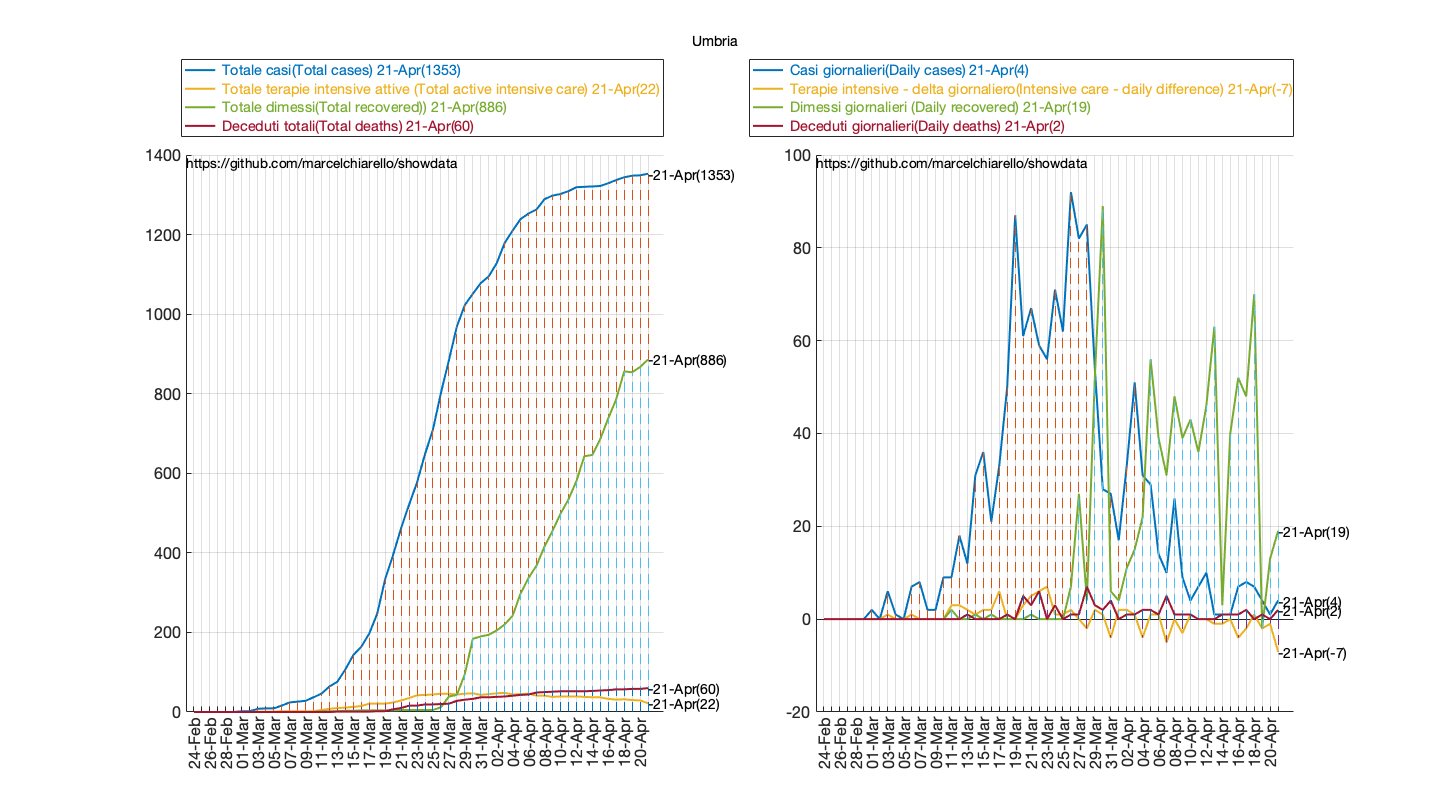 Umbria
Totale casi(Total cases) 21-Apr(1353)
Totale terapie intensive attive (Total active intensive care) 21-Apr(22)
Totale dimessi(Total recovered)) 21-Apr(886)
Deceduti totali(Total deaths) 21-Apr(60)
1400
1200
1000
800
600
400
200
0
https://github.com/marcelchiarello/showdata
21-Apr(1353)
21-Apr(886)
21-Apr(60)
21-Apr(22)
24-Feb
26-Feb
28-Feb
01-Mar
03-Mar
05-Mar
07-Mar
09-Mar
11-Mar
13-Mar
15-Mar
17-Mar
19-Mar
21-Mar
23-Mar
25-Mar
27-Mar
29-Mar
31-Mar
02-Apr
04-Apr
06-Apr
08-Apr
10-Apr
12-Apr
14-Apr
16-Apr
18-Apr
20-Apr
Casi giornalieri(Daily cases) 21-Apr(4)
Terapie intensive - delta giornaliero(Intensive care - daily difference) 21-Apr(-7)
Dimessi giornalieri (Daily recovered) 21-Apr(19)
Deceduti giornalieri(Daily deaths) 21-Apr(2)
100
80
60
40
20
0
-20
https://github.com/marcelchiarello/showdata
21-Apr(19)
21-Apr(4)
21-Apr(2)
21-Apr(-7)
24-Feb
26-Feb
28-Feb
01-Mar
03-Mar
05-Mar
07-Mar
09-Mar
11-Mar
13-Mar
15-Mar
17-Mar
19-Mar
21-Mar
23-Mar
25-Mar
27-Mar
29-Mar
31-Mar
02-Apr
04-Apr
06-Apr
08-Apr
10-Apr
12-Apr
14-Apr
16-Apr
18-Apr
20-Apr